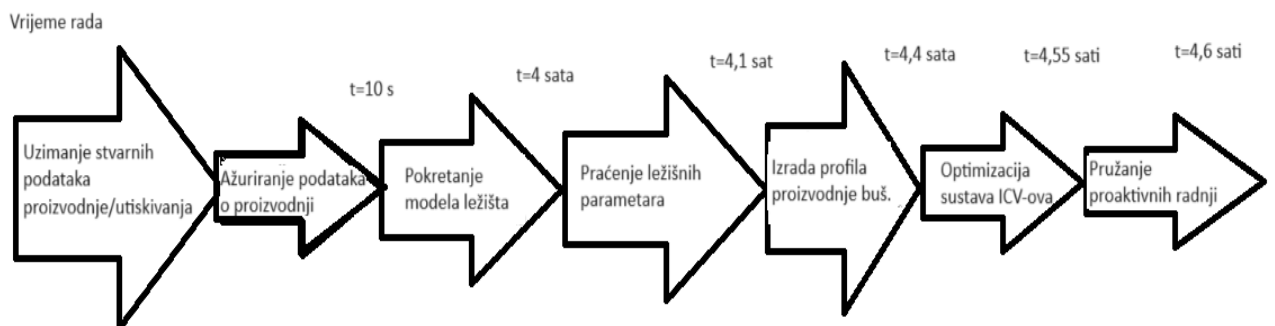 Vrijeme rada
t=10 s
t=4 sata
t=4,1 sat
t=4,4 sata
t=4,55 sati
t=4,6 sati
Uzimanje stvarnih
podataka
proizvodnje/utiskivanja
Ažuriranje podataka
o proizvodnji
Pokretanje
modela ležišta
Praćenje ležišnih
parametara
Izrada profila
proizvodnje buš.
Optimizacija
sustava ICV-ova
Pružanje
proaktivnih radnji